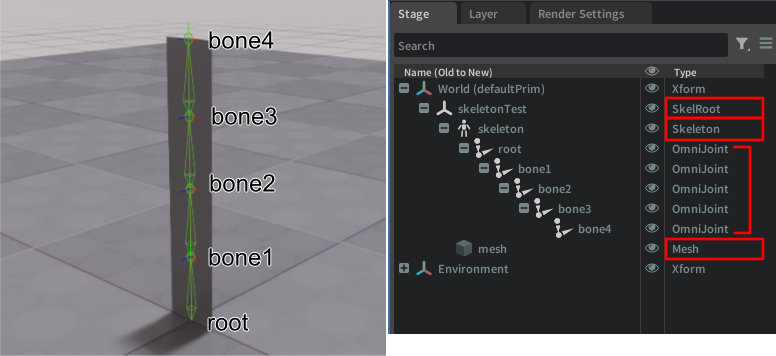 bone4
bone3
bone2
bone1
root
Stage
Layer
Render Settings
Search
Name (Old to New)
Type
World (defaultPrim)
Xform
skeletonTest
SkelRoot
skeleton
Skeleton
root
OmniJoint
bone1
OmniJoint
bone2
OmniJoint
bone3
OmniJoint
bone4
OmniJoint
mesh
Mesh
Environment
Xform